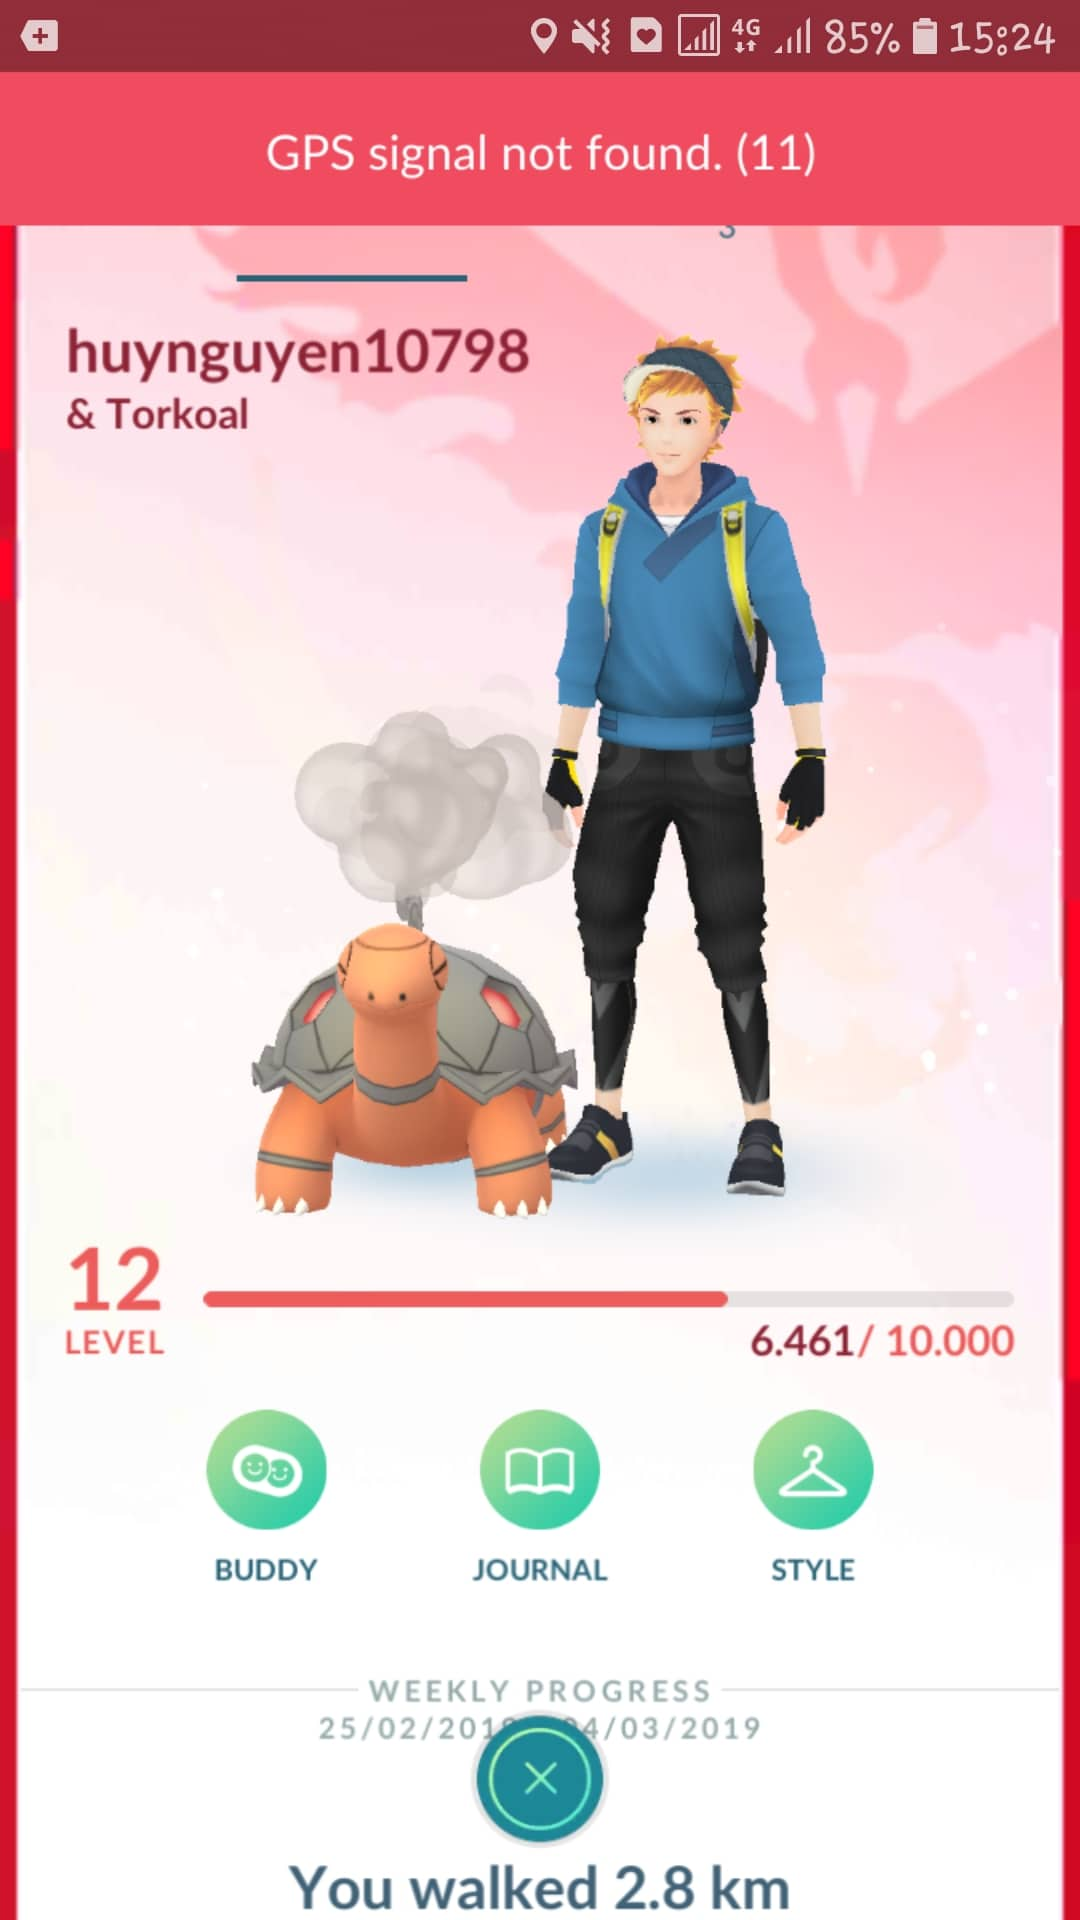 4G 85% 15:24
GPS signal not found. (11)
3
huynguyen10798
& Torkoal
12
LEVEL
6.461/ 10.000
BUDDY JOURNAL STYLE
WEEKLY PROGRESS
25/02/201 4/03/2019
You walked 2.8 km